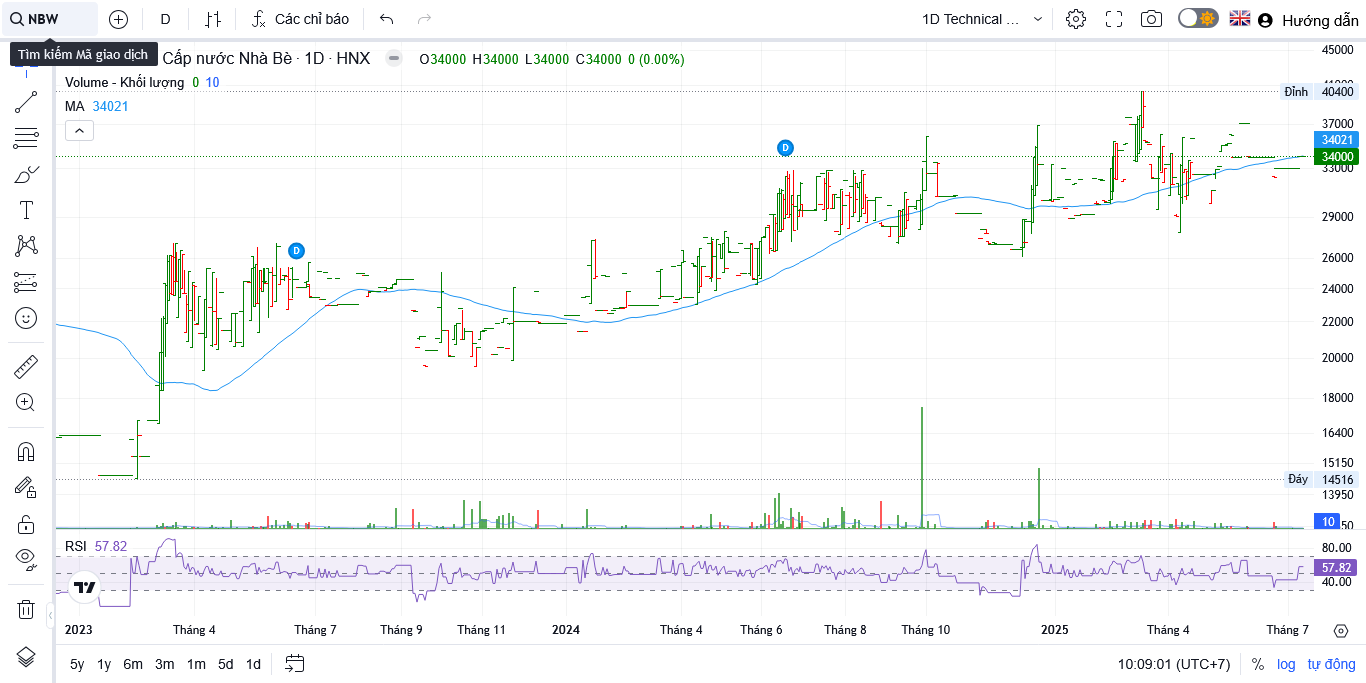 NBW
D
Các chỉ báo
1D Technical ...
Hướng dẫn
Tìm kiếm Mã giao dịch
Cấp nước Nhà Bè · 1D · HNX
O34000 H34000 L34000 C34000 0 (0.00%)
Volume - Khối lượng 0 10
MA 34021
45000
Đỉnh 40400
37000
34021
34000
33000
29000
26000
24000
22000
20000
18000
16400
15150
Đáy 14516
13950
10
50
D
D
RSI 57.82
80.00
57.82
40.00
2023 Tháng 4 Tháng 7 Tháng 9 Tháng 11 2024 Tháng 4 Tháng 6 Tháng 8 Tháng 10 2025 Tháng 4 Tháng 7
5y 1y 6m 3m 1m 5d 1d
10:09:01 (UTC+7) % log tự động